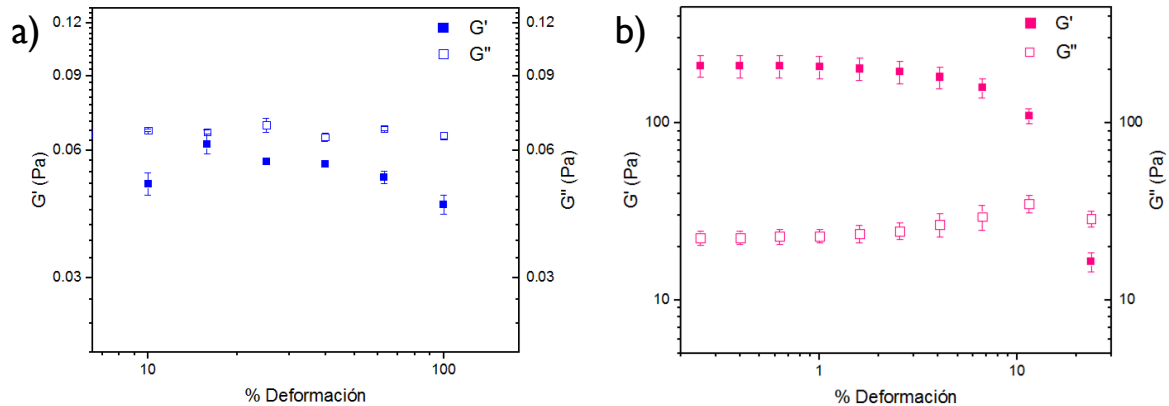 a)
G'
G"
0.12
0.09
0.06
0.03
0.12
0.09
0.06
0.03
G' (Pa)
G" (Pa)
10
100
% Deformación
b)
G'
G"
100
10
100
10
G' (Pa)
G" (Pa)
1
10
% Deformación